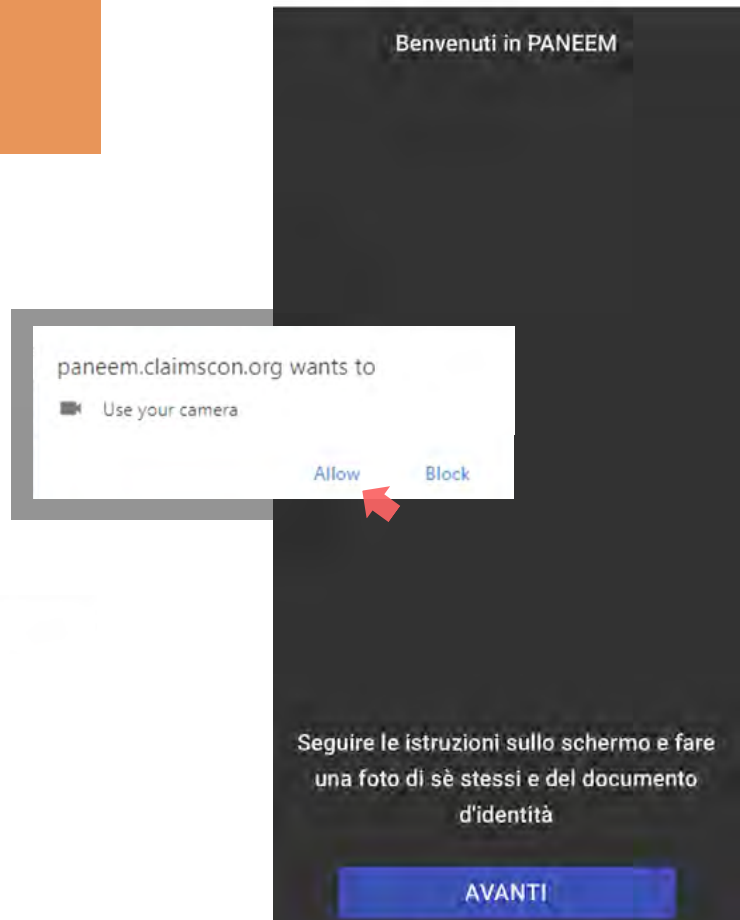 Benvenuti in PANEEM
paneem.claimscon.org wants to
Use your camera
Allow Block
Seguire le istruzioni sullo schermo e fare
una foto di sè stessi e del documento
d'identità
AVANTI